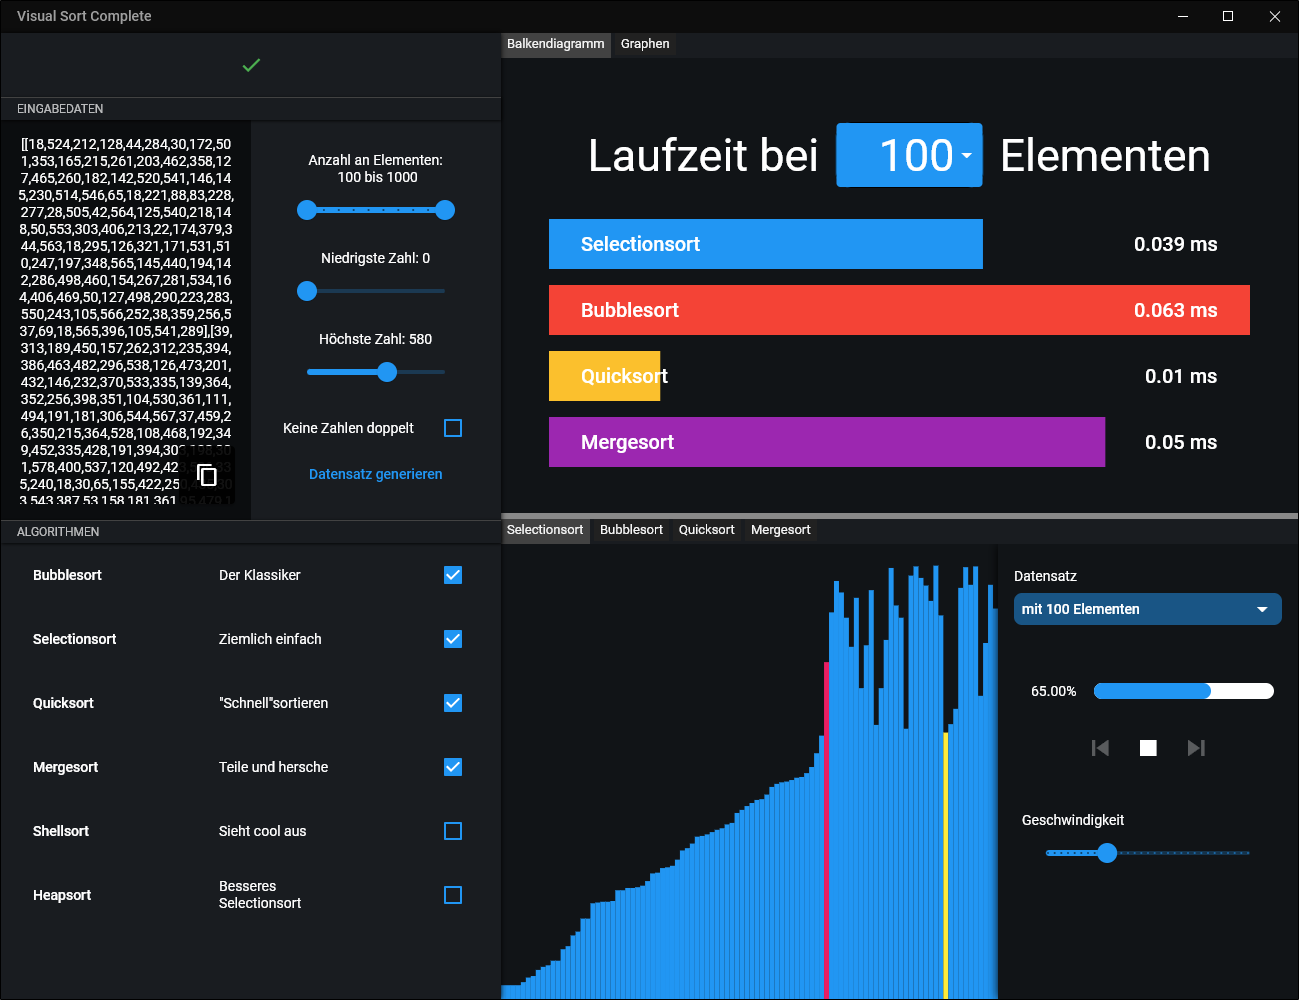 Visual Sort Complete
EINGABEDATEN
[[18,524,212,128,44,284,30,172,50
1,353,165,215,261,203,462,358,12
7,465,260,182,142,520,541,146,14
5,230,514,546,65,18,221,88,83,228,
277,28,505,42,564,125,540,218,14
8,50,553,303,406,213,22,174,379,3
44,563,18,295,126,321,171,531,51
0,247,197,348,565,145,440,194,14
2,286,498,460,154,267,281,534,16
4,406,469,50,127,498,290,223,283,
550,243,105,566,252,38,359,256,5
37,69,18,565,396,105,541,289],[39,
313,189,450,157,262,312,235,394,
386,463,482,296,538,126,473,201,
432,146,232,370,533,335,139,364,
352,256,398,351,104,530,361,111,
494,191,181,306,544,567,37,459,2
6,350,215,364,528,108,468,192,34
9,452,335,428,191,394,303,198,301
1,578,400,537,120,492,42
5,240,18,30,65,155,422,25
3,543,387,53,158,181,361
Anzahl an Elementen:
100 bis 1000
Niedrigste Zahl: 0
Höchste Zahl: 580
Keine Zahlen doppelt
Datensatz generieren
ALGORITHMEN
Bubblesort Der Klassiker
Selectionsort Ziemlich einfach
Quicksort "Schnell"sortieren
Mergesort Teile und hersche
Shellsort Sieht cool aus
Heapsort Besseres
Selectionsort
Balkendiagramm Graphen
Laufzeit bei 100 Elementen
Selectionsort 0.039 ms
Bubblesort 0.063 ms
Quicksort 0.01 ms
Mergesort 0.05 ms
Selectionsort Bubblesort Quicksort Mergesort
Datensatz
mit 100 Elementen
65.00%
Geschwindigkeit